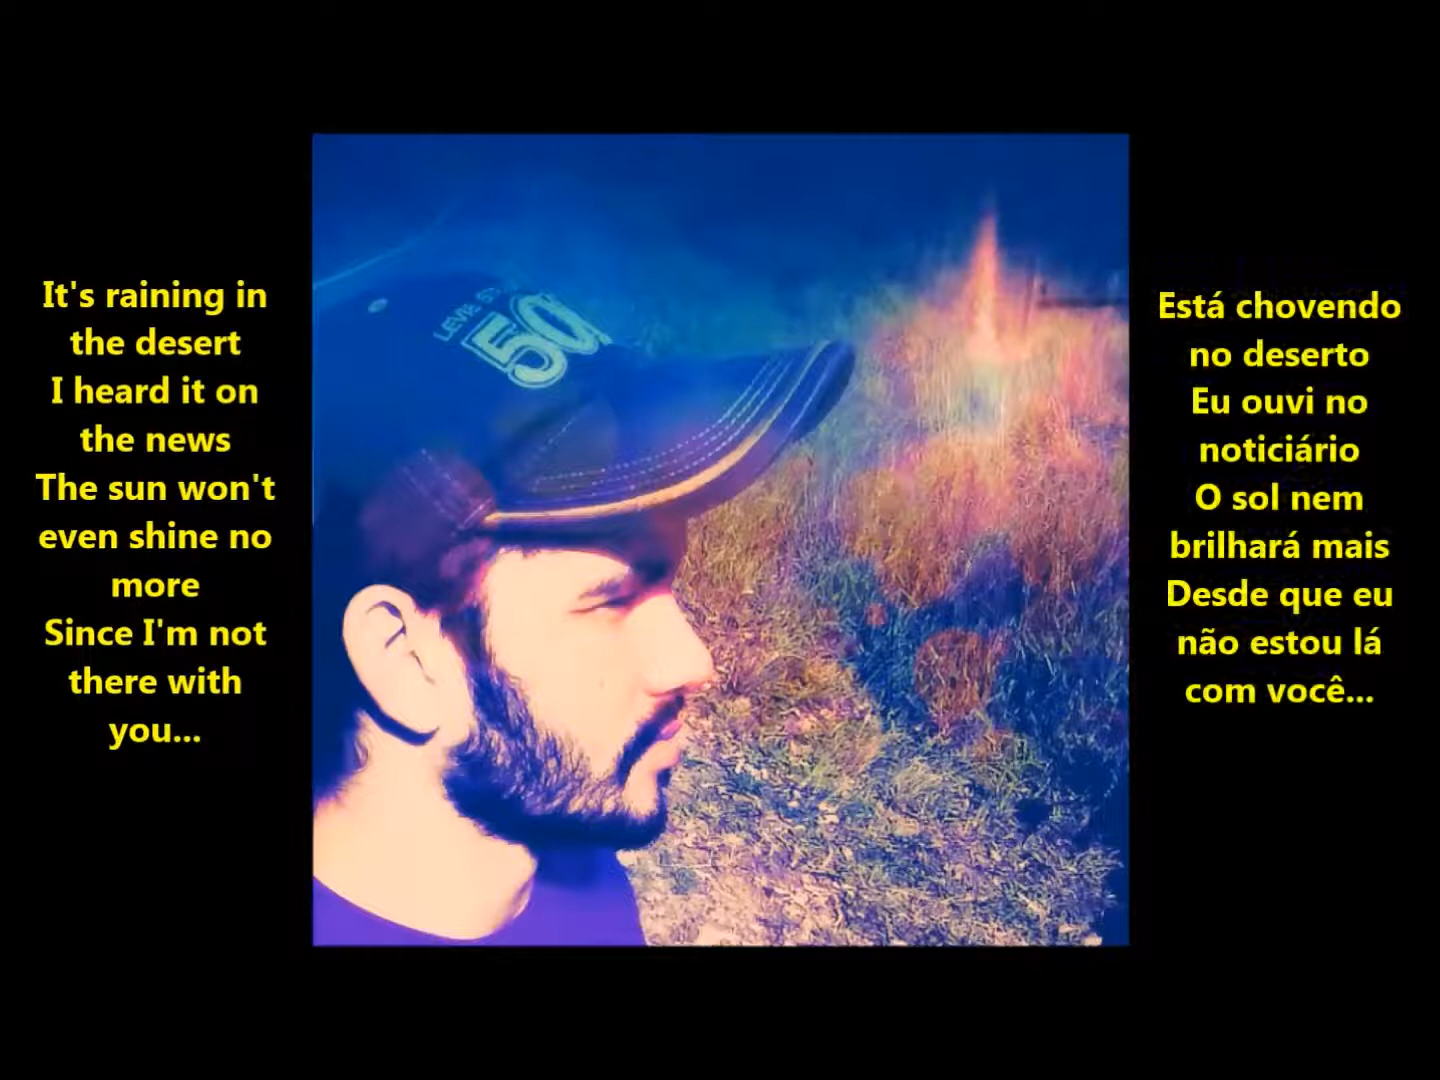 It's raining in
the desert
I heard it on
the news
The sun won't
even shine no
more
Since I'm not
there with
you...
50
Está chovendo
no deserto
Eu ouvi no
noticiário
O sol nem
brilhará mais
Desde que eu
não estou lá
com você...